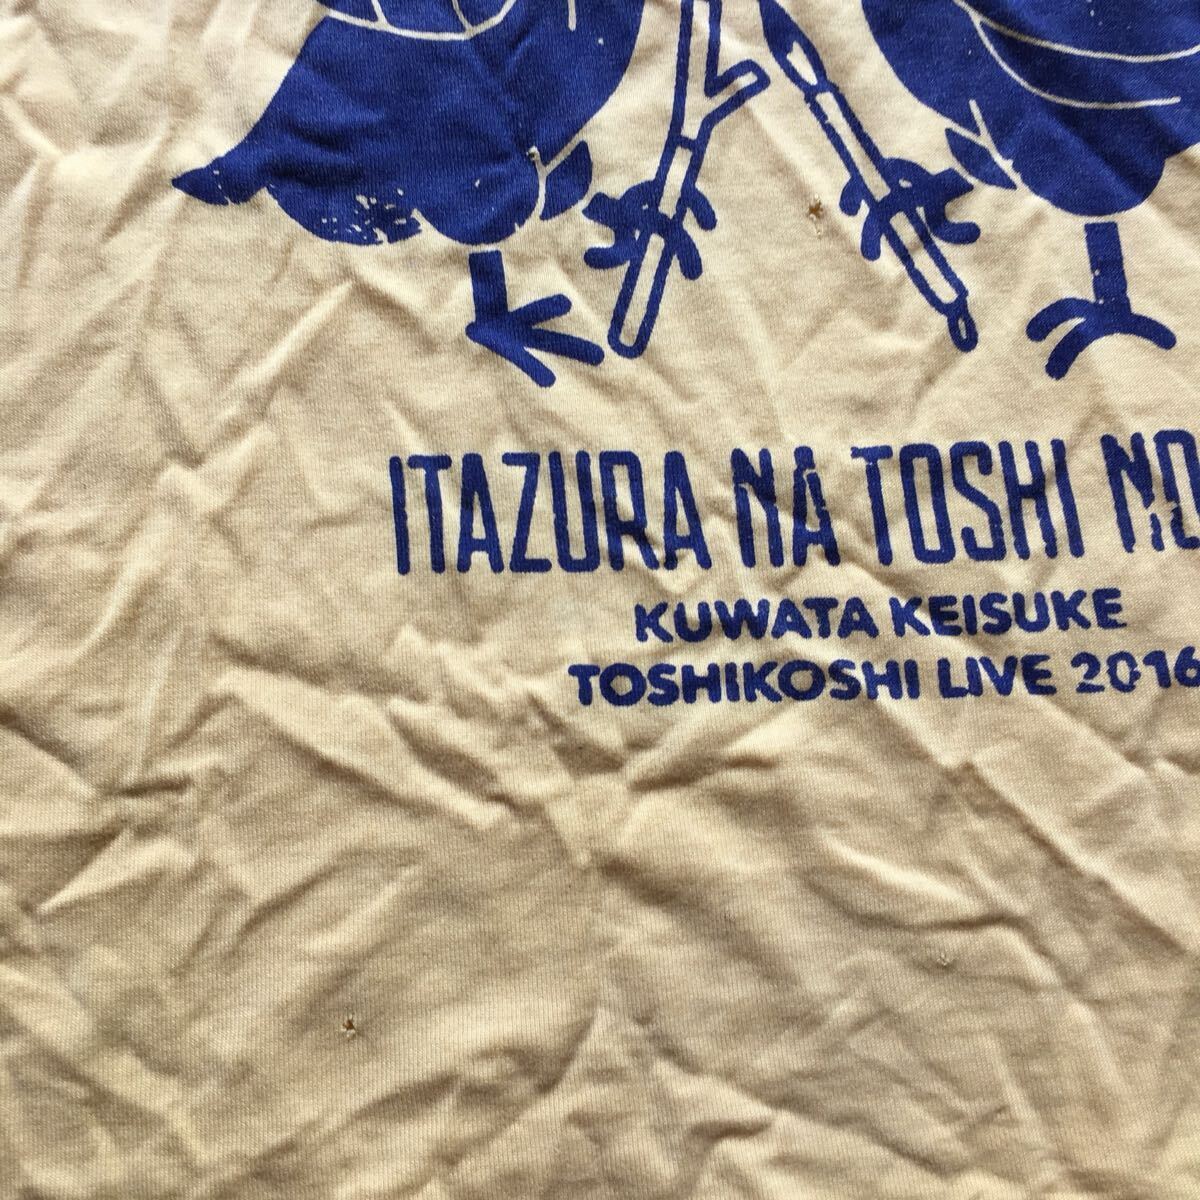 ITAZURA NA TOSHI NO
KUWATA KEISUKE
TOSHIKOSHI LIVE 2016